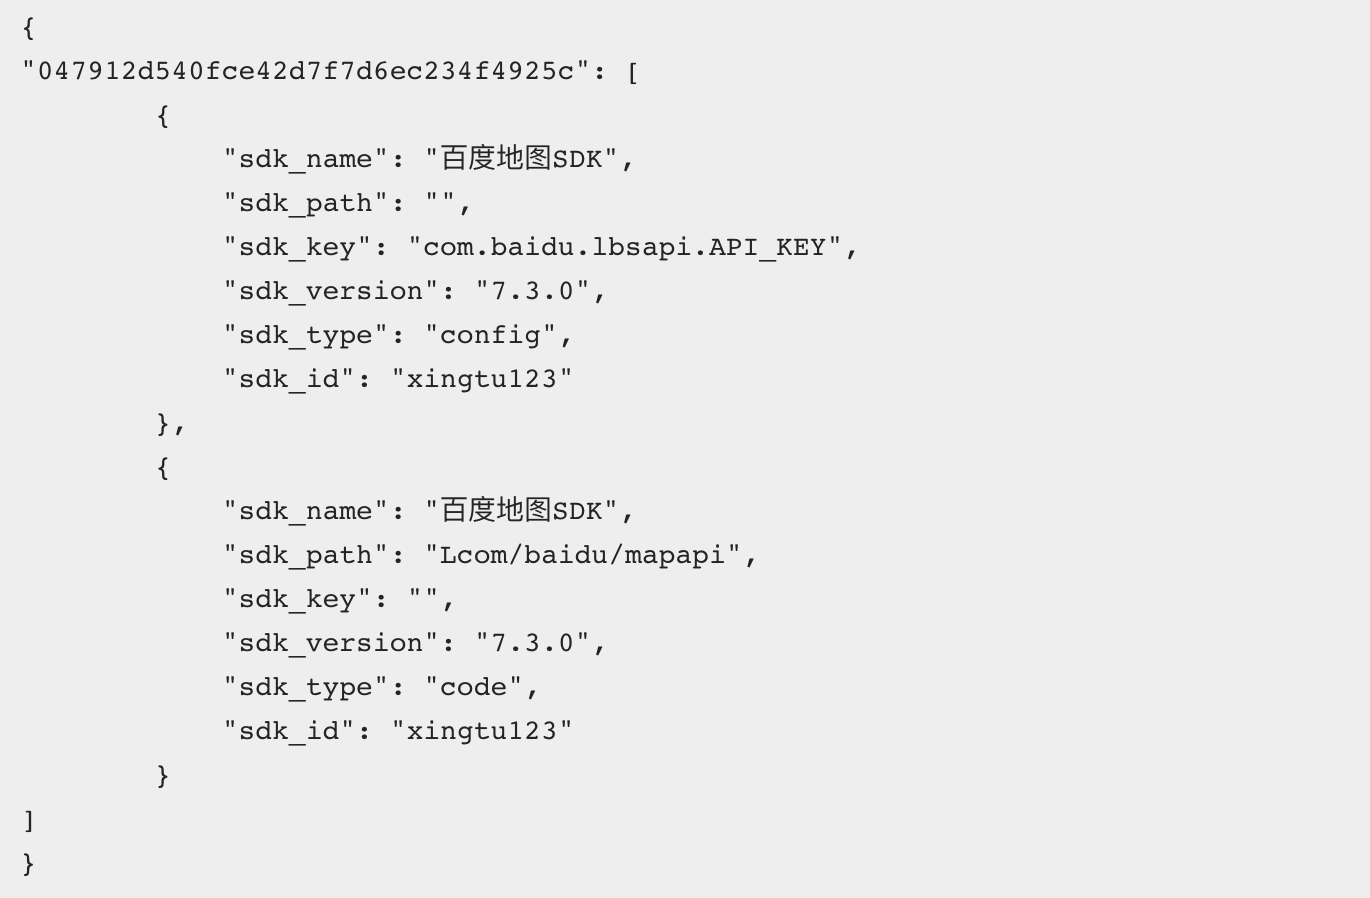 {
"047912d540fce42d7f7d6ec234f4925c": [
        {
            "sdk_name": "百度地图SDK",
            "sdk_path": "",
            "sdk_key": "com.baidu.lbsapi.API_KEY",
            "sdk_version": "7.3.0",
            "sdk_type": "config",
            "sdk_id": "xingtu123"
        },
        {
            "sdk_name": "百度地图SDK",
            "sdk_path": "Lcom/baidu/mapapi",
            "sdk_key": "",
            "sdk_version": "7.3.0",
            "sdk_type": "code",
            "sdk_id": "xingtu123"
        }
]
}